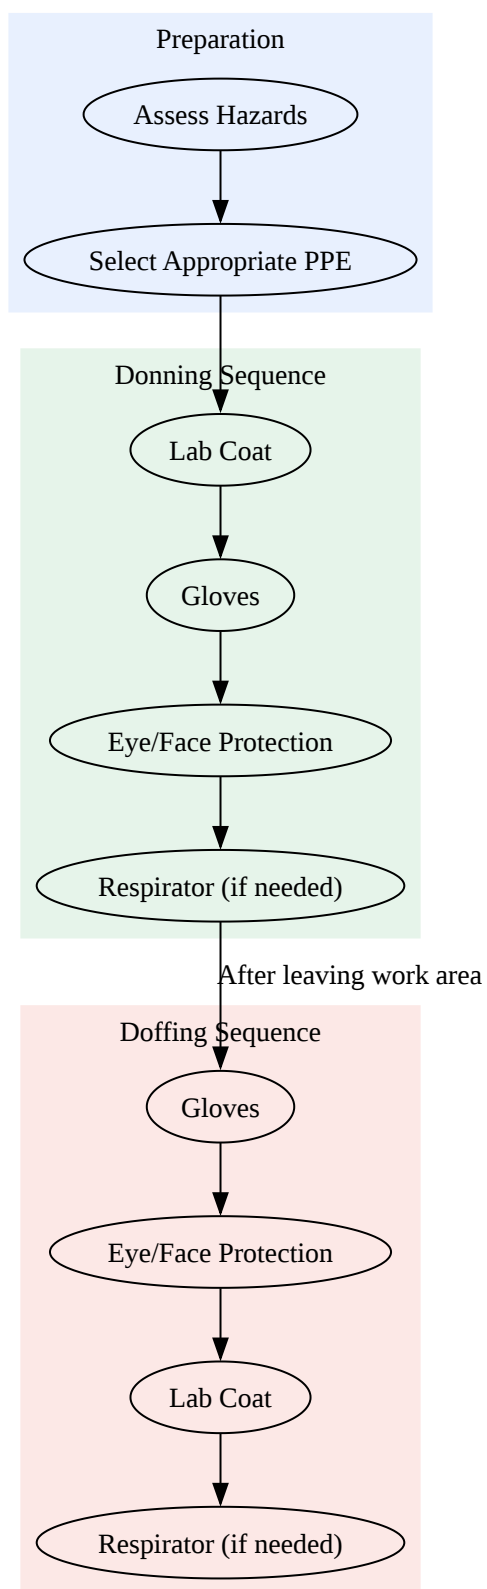 Preparation
Assess Hazards
Select Appropriate PPE
Donning Sequence
Lab Coat
Gloves
Eye/Face Protection
Respirator (if needed)
After leaving work area
Doffing Sequence
Gloves
Eye/Face Protection
Lab Coat
Respirator (if needed)